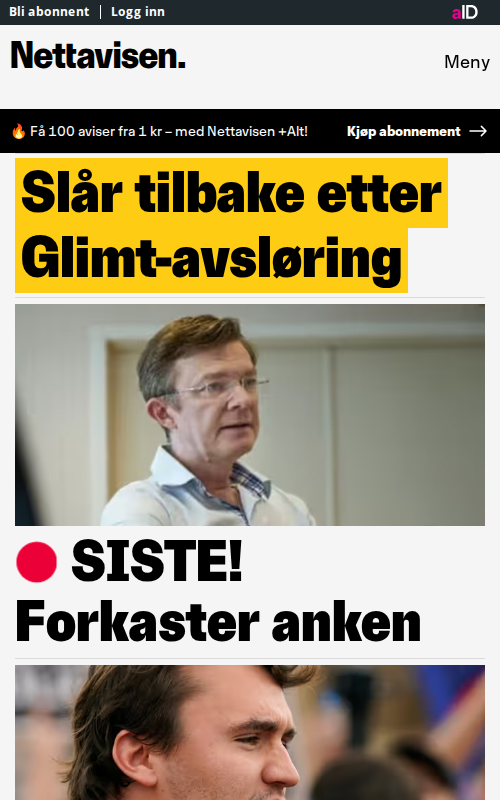 Bli abonnent | Logg inn
aID
Nettavisen.
Meny
🔥 Få 100 aviser fra 1 kr – med Nettavisen +Alt!
Kjøp abonnement →
Slår tilbake etter
Glimt-avsløring
SISTE!
Forkaster anken